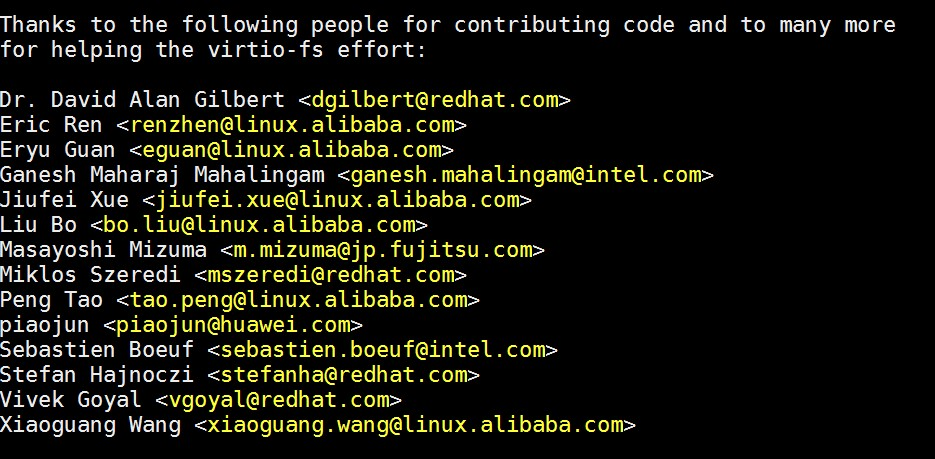 Thanks to the following people for contributing code and to many more
for helping the virtio-fs effort:
Dr. David Alan Gilbert <dgilbert@redhat.com>
Eric Ren <renzhen@linux.alibaba.com>
Eryu Guan <eguan@linux.alibaba.com>
Ganesh Maharaj Mahalingam <ganesh.mahalingam@intel.com>
Jiufei Xue <jiufei.xue@linux.alibaba.com>
Liu Bo <bo.liu@linux.alibaba.com>
Masayoshi Mizuma <m.mizuma@jp.fujitsu.com>
Miklos Szeredi <mszeredi@redhat.com>
Peng Tao <tao.peng@linux.alibaba.com>
piaojun <piaojun@huawei.com>
Sebastien Boeuf <sebastien.boeuf@intel.com>
Stefan Hajnoczi <stefanha@redhat.com>
Vivek Goyal <vgoyal@redhat.com>
Xiaoguang Wang <xiaoguang.wang@linux.alibaba.com>